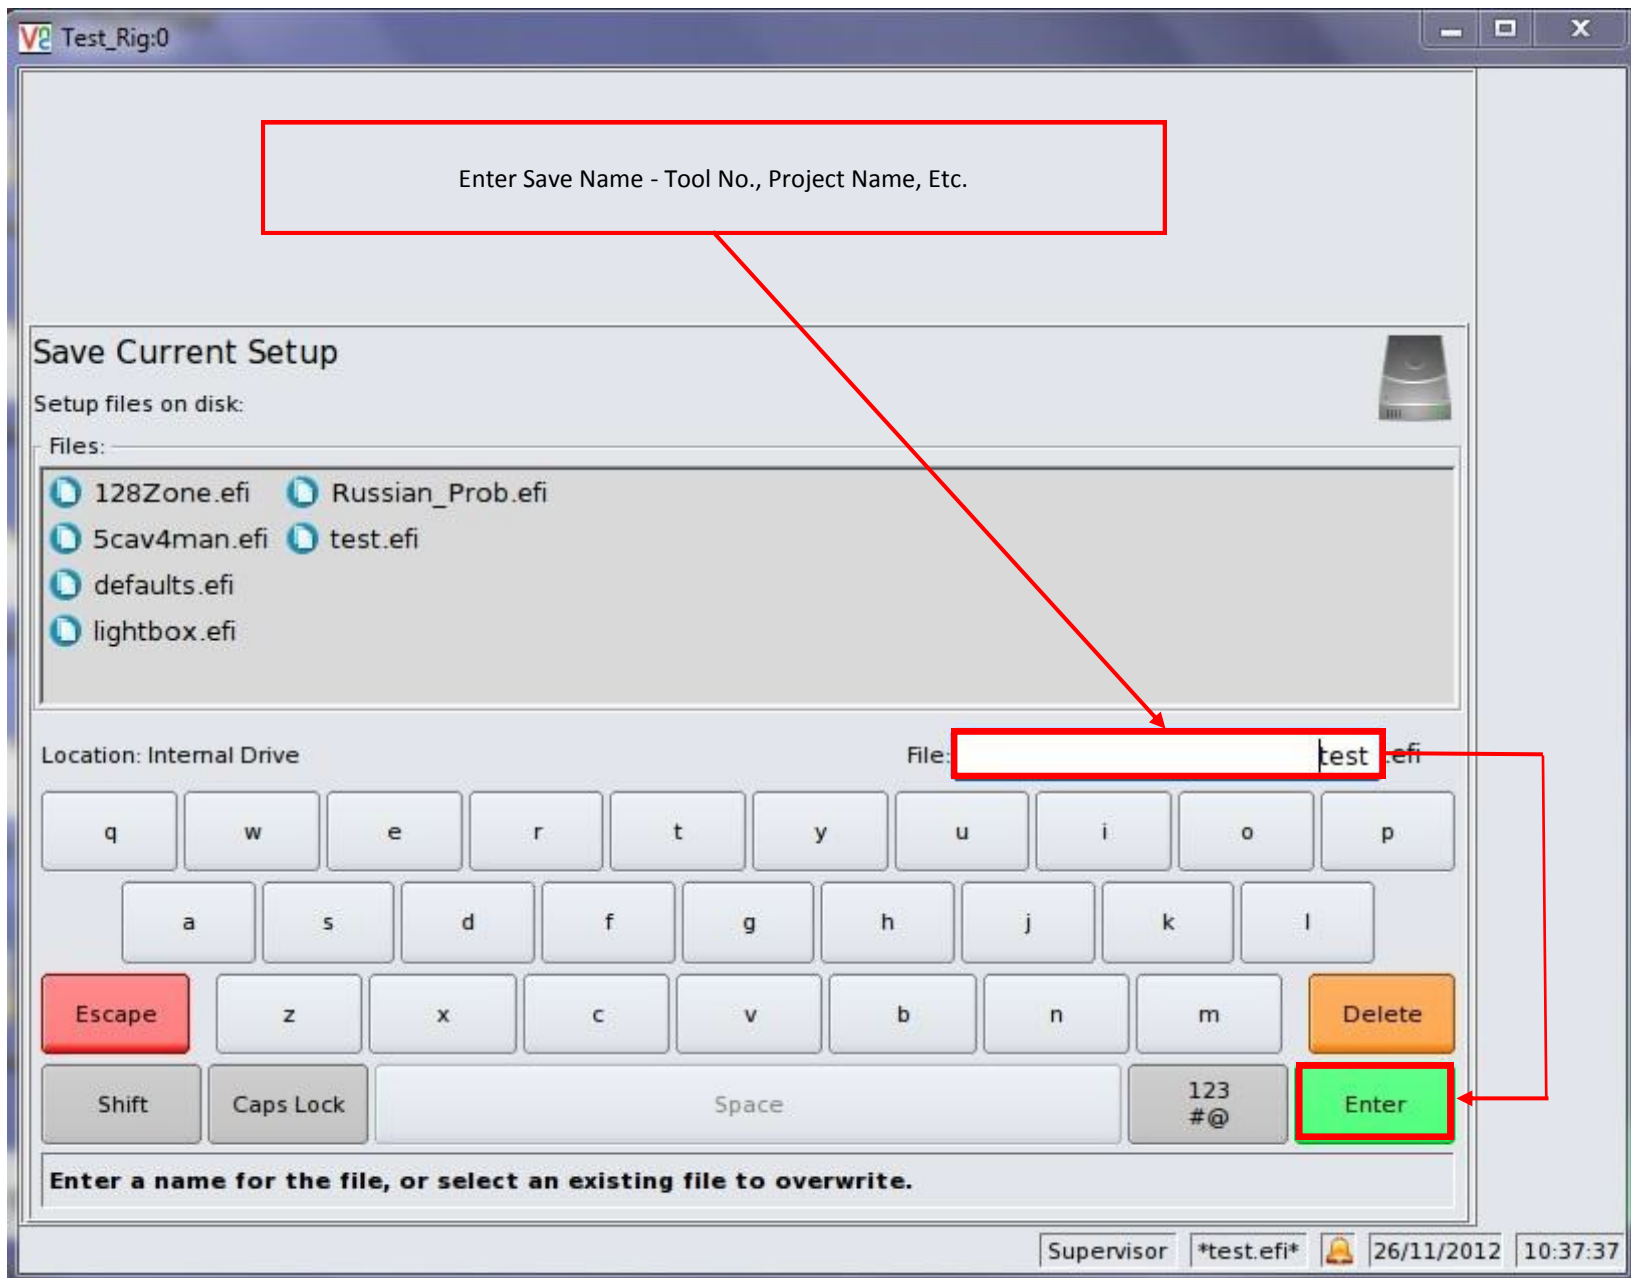 V2 Test_Rig:0
Enter Save Name - Tool No., Project Name, Etc.
Save Current Setup
Setup files on disk:
Files:
128Zone.efi Russian_Prob.efi
5cav4man.efi test.efi
defaults.efi
lightbox.efi
Location: Internal Drive File: test .efi
q w e r t y u i o p
a s d f g h j k l
Escape z x c v b n m Delete
Shift Caps Lock Space 123 #@ Enter
Enter a name for the file, or select an existing file to overwrite.
Supervisor *test.efi* 26/11/2012 10:37:37